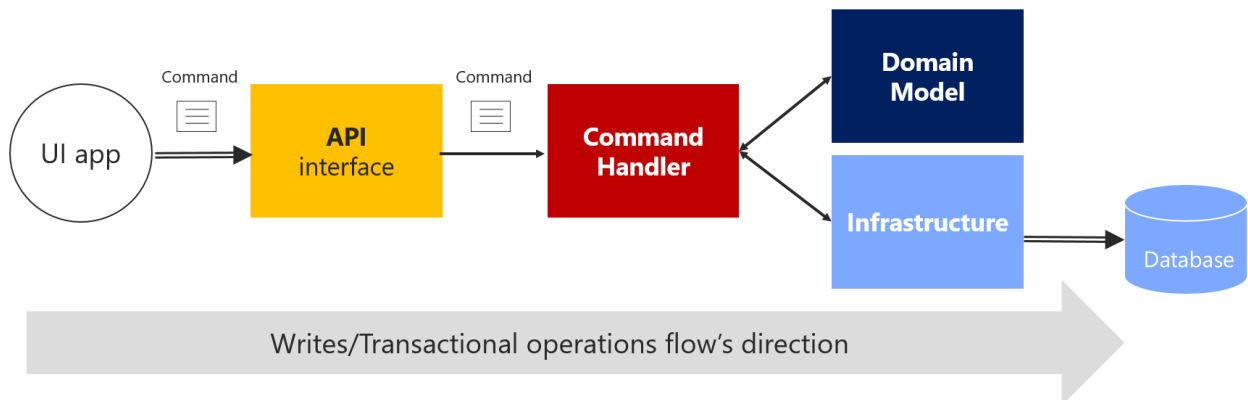 Command
Command
UI app
API
interface
Command
Handler
Domain
Model
Infrastructure
Database
Writes/Transactional operations flow's direction